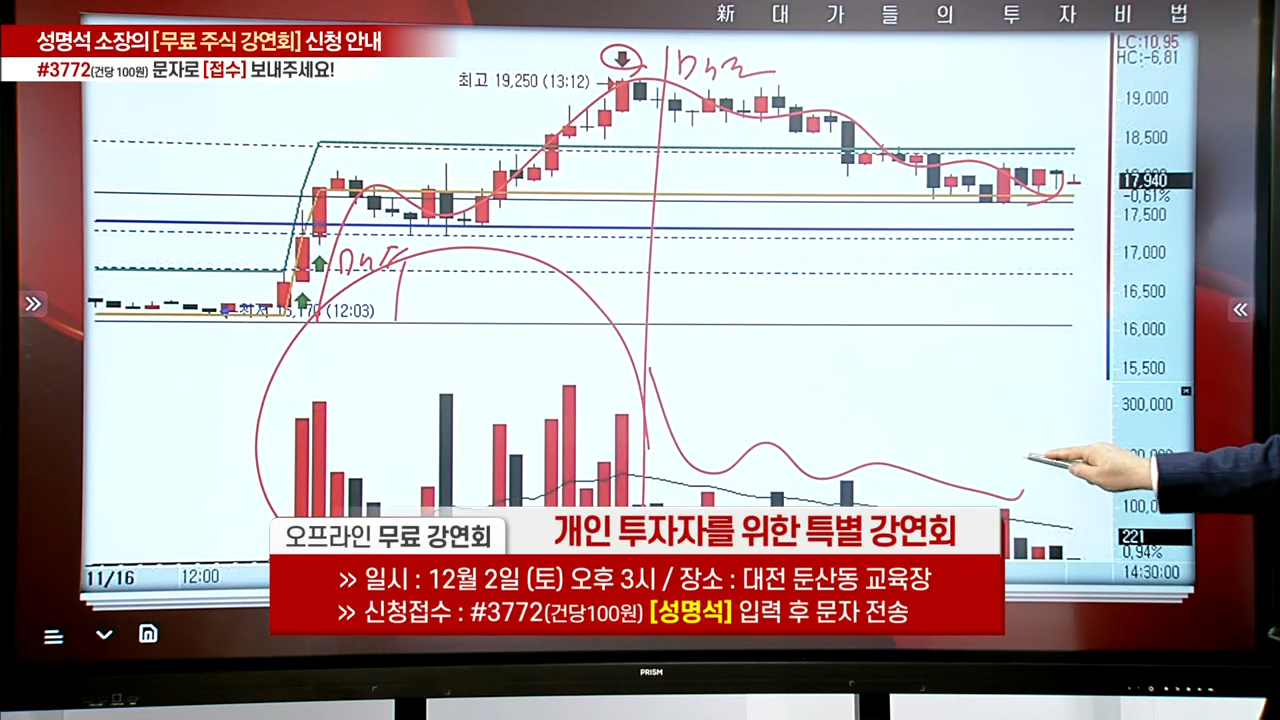 新 대 가 들 의 투 자 비 법
성명석 소장의 [무료 주식 강연회] 신청 안내
#3772(건당 100원) 문자로 [접수] 보내주세요!
LC:10,95
HC:-6,81
최고 19,250 (13:12)
19,000
18,500
17,940
-0,61%
17,500
17,000
16,500
(12:03)
16,000
15,500
300,000
100,0
221
0,94%
11/16
12:00
14:30:00
오프라인 무료 강연회
개인 투자자를 위한 특별 강연회
>> 일시 : 12월 2일 (토) 오후 3시 / 장소 : 대전 둔산동 교육장
>> 신청접수 : #3772(건당100원) [성명석] 입력 후 문자 전송
PRISM